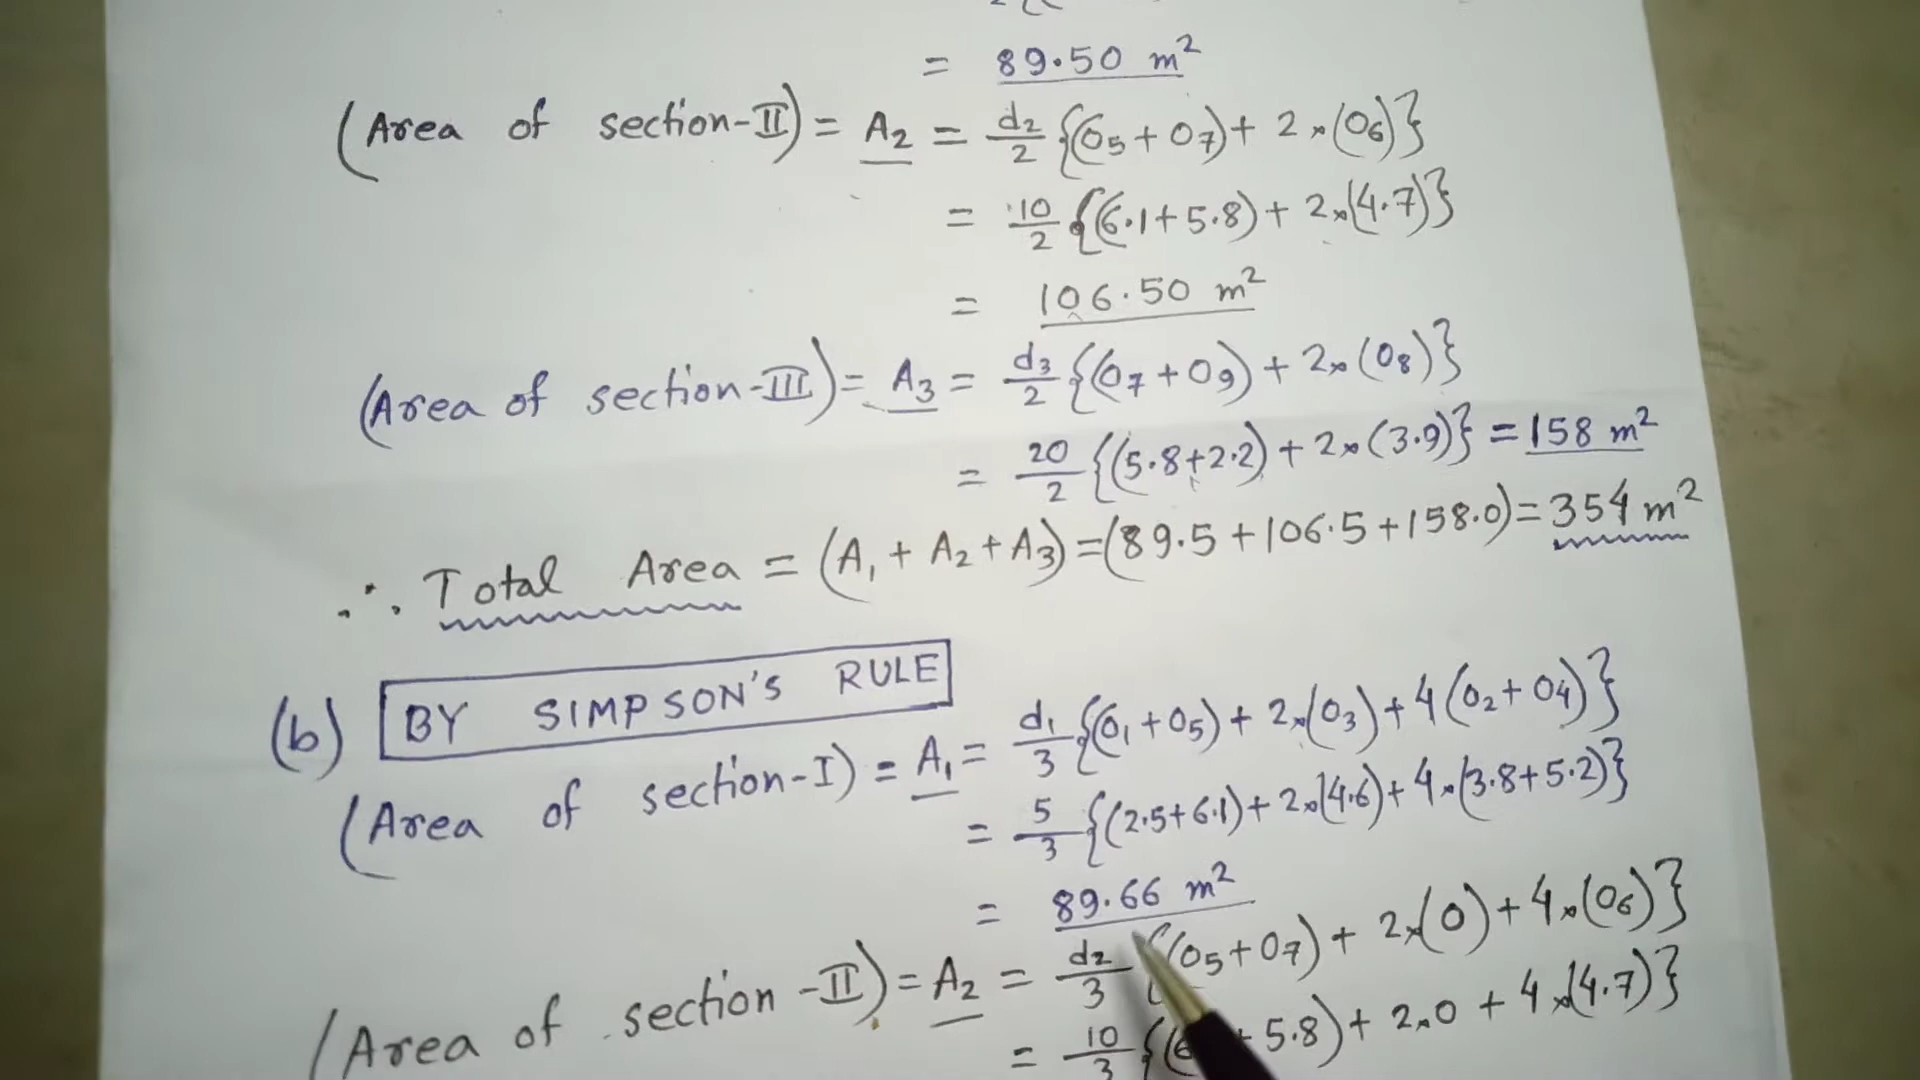 = 89.50 m²
(Area of section-II) = A₂ = d₂/2 {(O₅ + O₇) + 2×(O₆)}
= 10/2 {(6.1+5.8) + 2×(4.7)}
= 106.50 m²
(Area of section-III) = A₃ = d₃/2 {(O₇ + O₉) + 2×(O₈)}
= 20/2 {(5.8+2.2) + 2×(3.9)} = 158 m²
∴ Total Area = (A₁ + A₂ + A₃) = (89.5 + 106.5 + 158.0) = 354 m²
(b) BY SIMPSON'S RULE
(Area of section-I) = A₁ = d₁/3 {(O₁ + O₅) + 2×(O₃) + 4(O₂ + O₄)}
= 5/3 {(2.5+6.1) + 2×(4.6) + 4×(3.8+5.2)}
= 89.66 m²
(Area of section-II) = A₂ = d₂/3 {(O₅ + O₇) + 2×(0) + 4×(O₆)}
= 10/3 {(6 + 5.8) + 2×0 + 4×(4.7)}